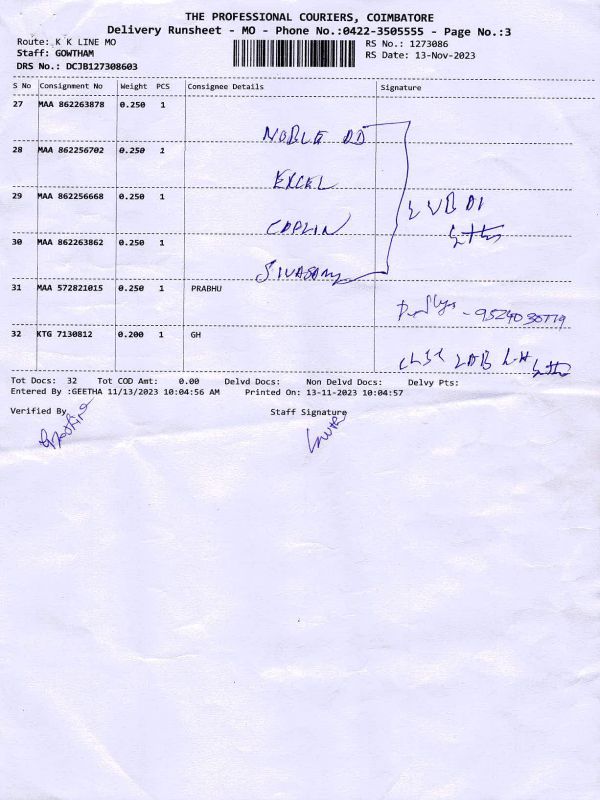 THE PROFESSIONAL COURIERS, COIMBATORE
Delivery Runsheet - MO - Phone No.:0422-3505555 - Page No.:3
Route: K K LINE MO
RS No.: 1273086
Staff: GOWTHAM
RS Date: 13-Nov-2023
DRS No.: DCJB127308603
S No Consignment No Weight PCS Consignee Details Signature
27 MAA 862263878 0.250 1 NOBLE
28 MAA 862256702 0.250 1 EXCEL
29 MAA 862256668 0.250 1 COPLIN
30 MAA 862263862 0.250 1
31 MAA 572821015 0.250 1 PRABHU
32 KTG 7130812 0.200 1 GH
Tot Docs: 32 Tot COD Amt: 0.00 Delvd Docs: Non Delvd Docs: Delvy Pts:
Entered By :GEETHA 11/13/2023 10:04:56 AM Printed On: 13-11-2023 10:04:57
Verified By
Staff Signature